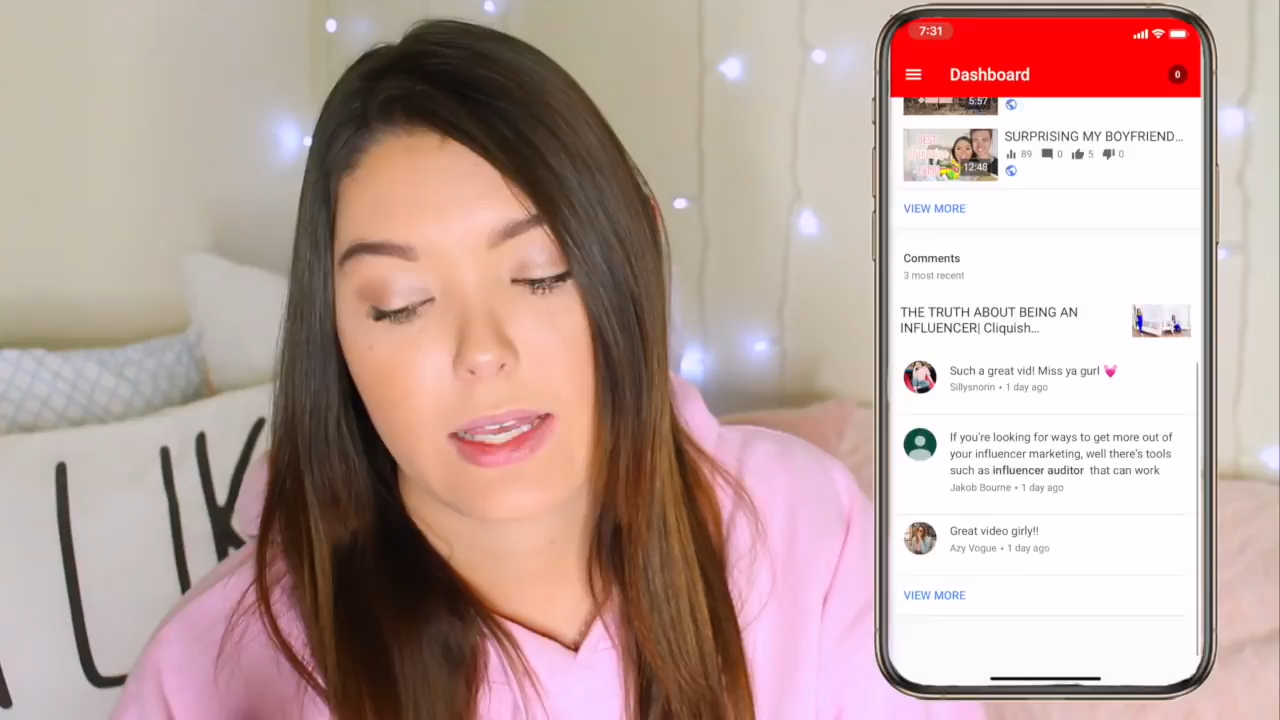 7:31
Dashboard
0
5:57
SURPRISING MY BOYFRIEND...
BEST
EVER
12:48
89 0 5 0
VIEW MORE
Comments
3 most recent
THE TRUTH ABOUT BEING AN
INFLUENCER| Cliquish...
Such a great vid! Miss ya gurl
Sillysnorin • 1 day ago
If you're looking for ways to get more out of
your influencer marketing, well there's tools
such as influencer auditor that can work
Jakob Bourne • 1 day ago
Great video girly!!
Azy Vogue • 1 day ago
VIEW MORE